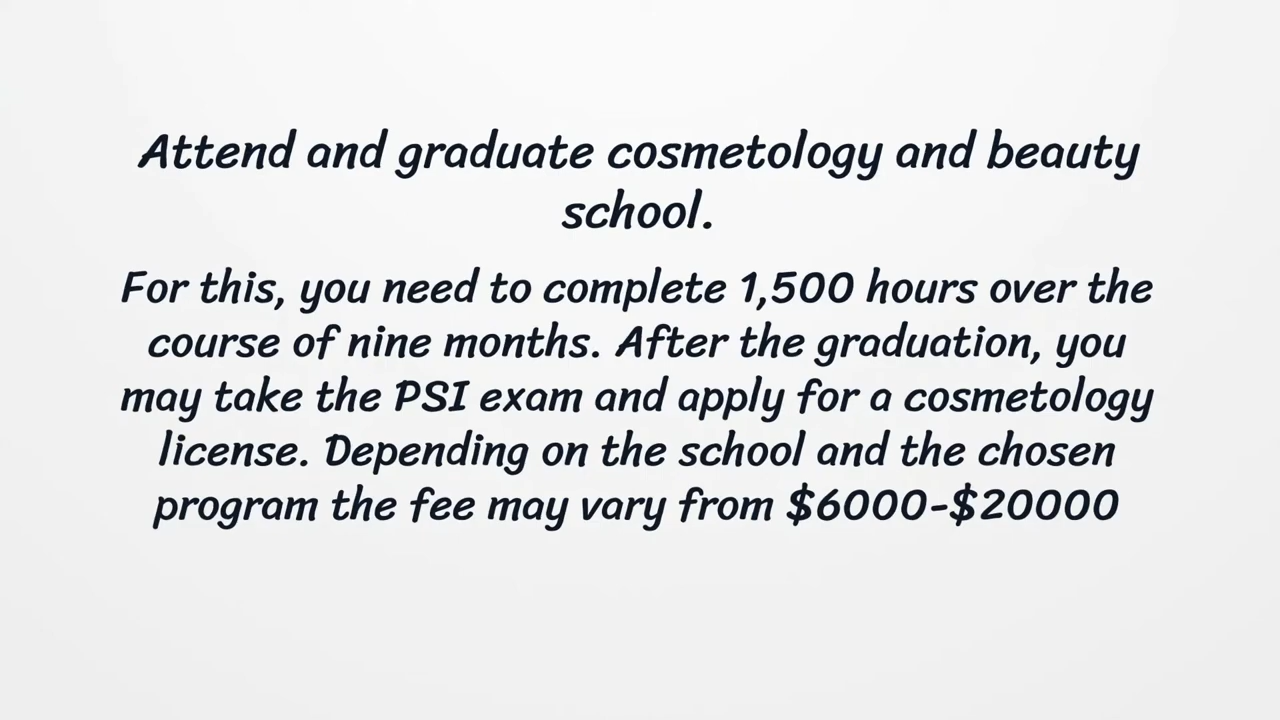 Attend and graduate cosmetology and beauty
school.
For this, you need to complete 1,500 hours over the
course of nine months. After the graduation, you
may take the PSI exam and apply for a cosmetology
license. Depending on the school and the chosen
program the fee may vary from $6000-$20000